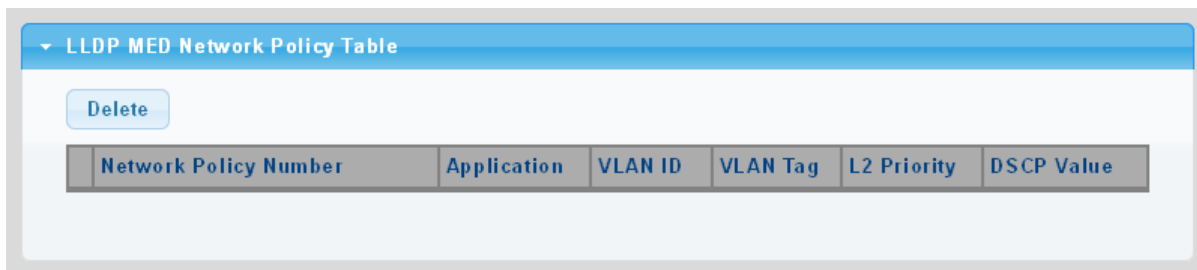 LLDP MED Network Policy Table
Delete
Network Policy Number Application VLAN ID VLAN Tag L2 Priority DSCP Value